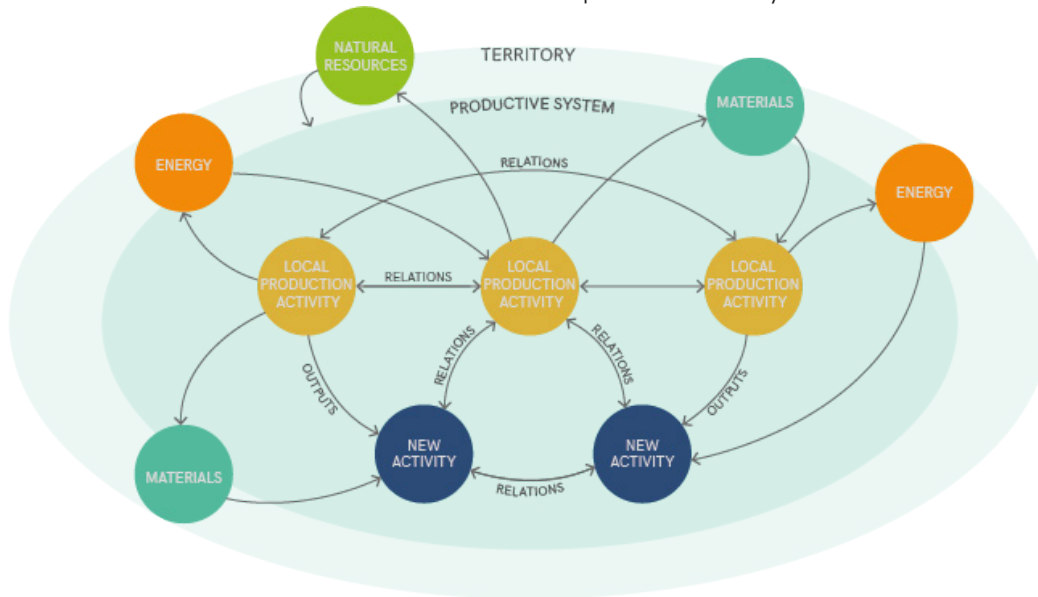 NATURAL
RESOURCES
TERRITORY
MATERIALS
PRODUCTIVE SYSTEM
ENERGY
RELATIONS
ENERGY
LOCAL
PRODUCTION
ACTIVITY
RELATIONS
LOCAL
PRODUCTION
ACTIVITY
LOCAL
PRODUCTION
ACTIVITY
OUTPUTS
RELATIONS
RELATIONS
OUTPUTS
MATERIALS
NEW
ACTIVITY
RELATIONS
NEW
ACTIVITY